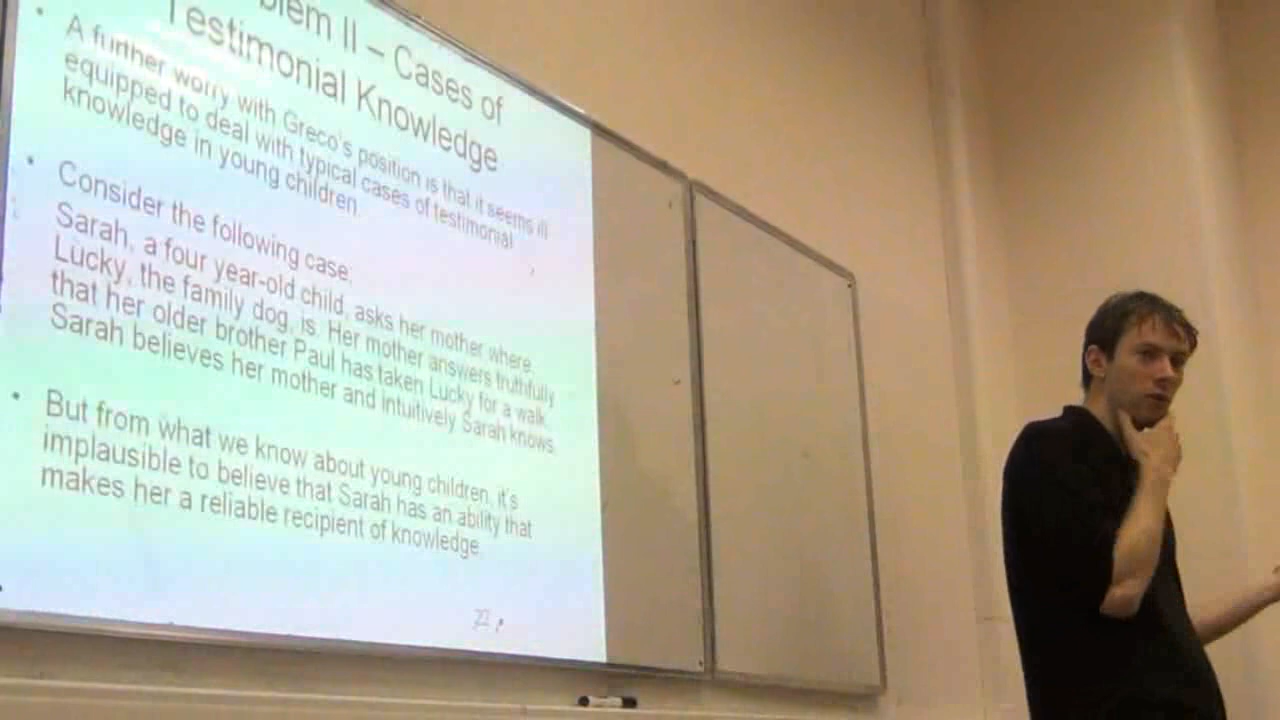 blem II – Cases of
Testimonial Knowledge
• A further worry with Greco's position is that it seems ill
equipped to deal with typical cases of testimonial
knowledge in young children.
• Consider the following case:
Sarah, a four year-old child, asks her mother where
Lucky, the family dog, is. Her mother answers truthfully
that her older brother Paul has taken Lucky for a walk.
Sarah believes her mother and intuitively Sarah knows.
• But from what we know about young children, it's
implausible to believe that Sarah has an ability that
makes her a reliable recipient of knowledge.